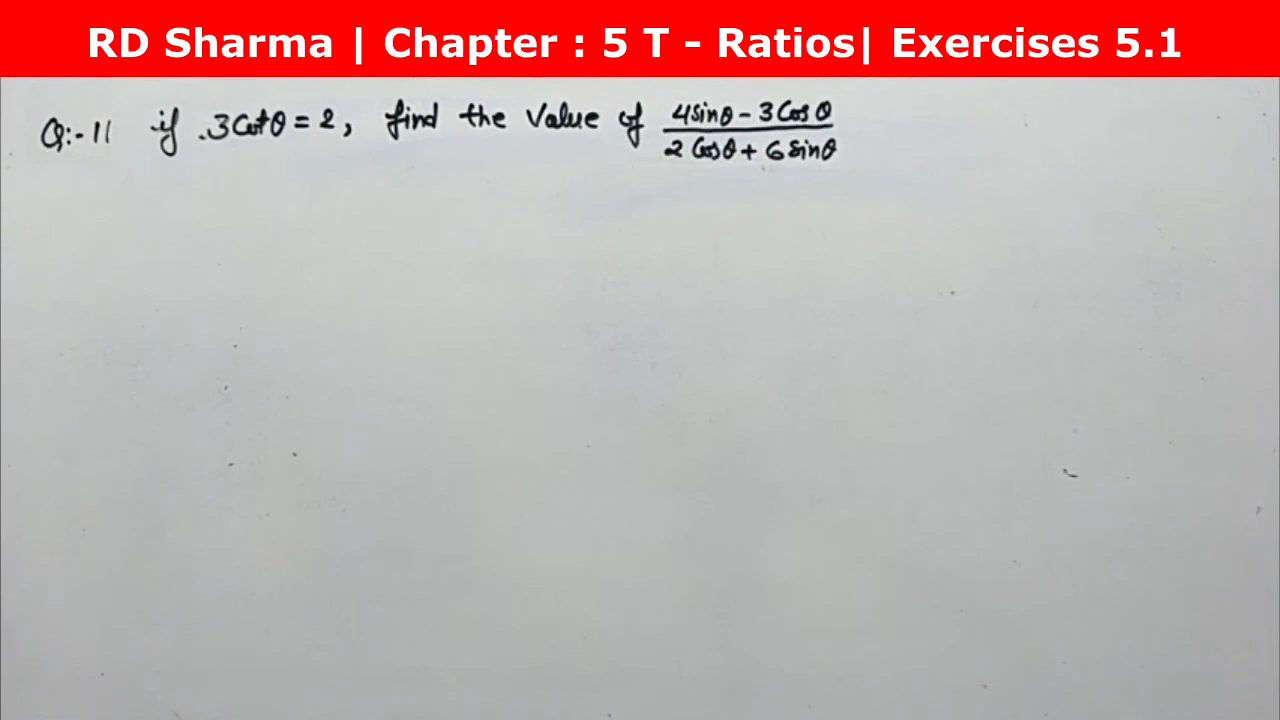 RD Sharma | Chapter : 5 T - Ratios| Exercises 5.1
Q:- 11 if 3Cotθ = 2, find the Value of (4sinθ - 3Cosθ)/(2Cosθ + 6sinθ)